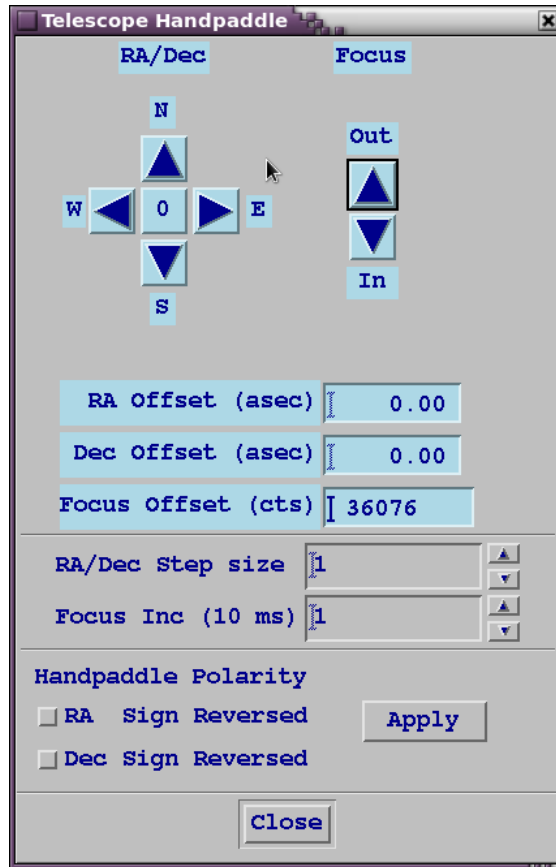 Telescope Handpaddle
RA/Dec
Focus
N
Out
W
0
E
In
S
RA Offset (asec) 0.00
Dec Offset (asec) 0.00
Focus Offset (cts) 36076
RA/Dec Step size 1
Focus Inc (10 ms) 1
Handpaddle Polarity
RA Sign Reversed
Apply
Dec Sign Reversed
Close